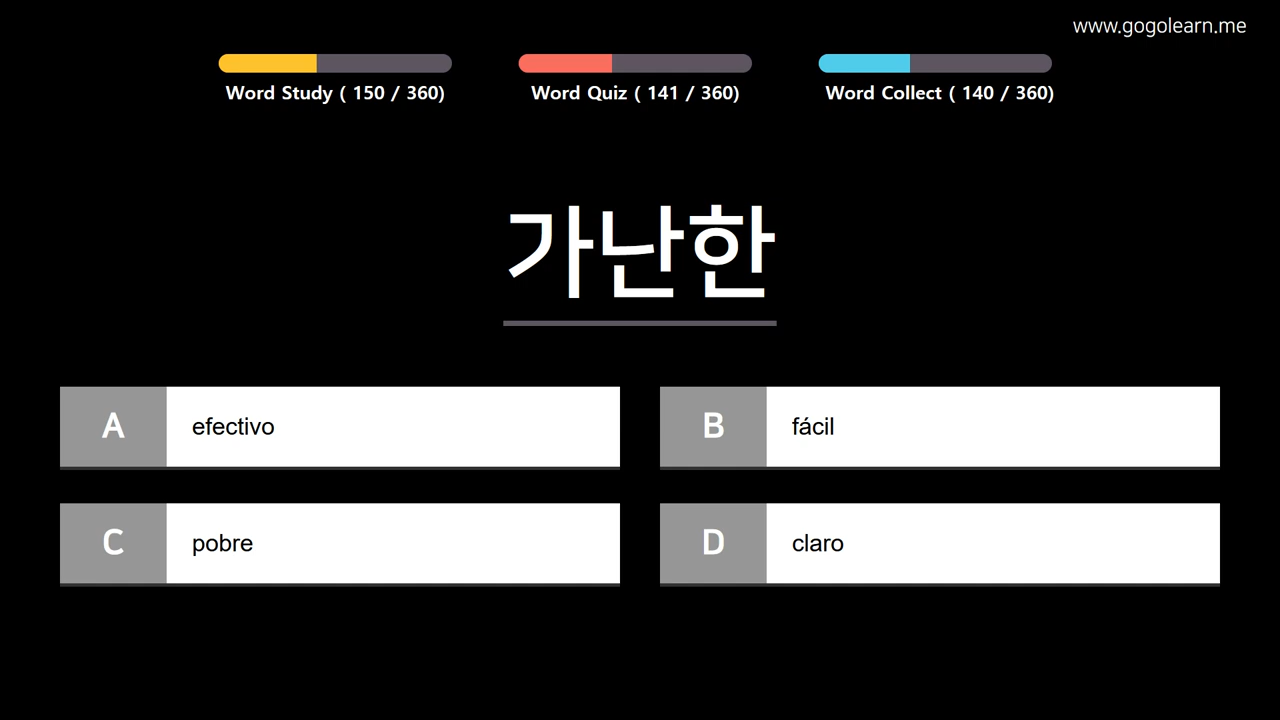 www.gogolearn.me
Word Study ( 150 / 360)
Word Quiz ( 141 / 360)
Word Collect ( 140 / 360)
가난한
A efectivo
B fácil
C pobre
D claro